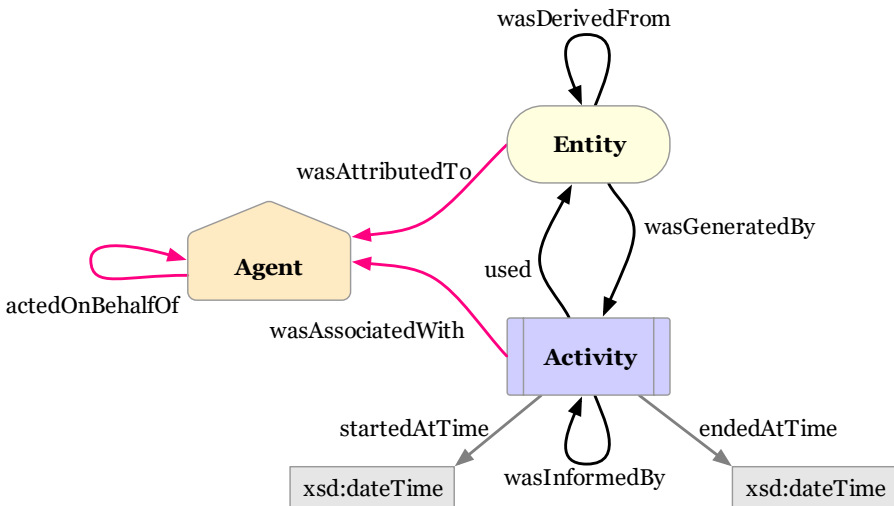 wasDerivedFrom
Entity
wasAttributedTo
wasGeneratedBy
Agent
used
actedOnBehalfOf
wasAssociatedWith
Activity
startedAtTime
endedAtTime
wasInformedBy
xsd:dateTime
xsd:dateTime